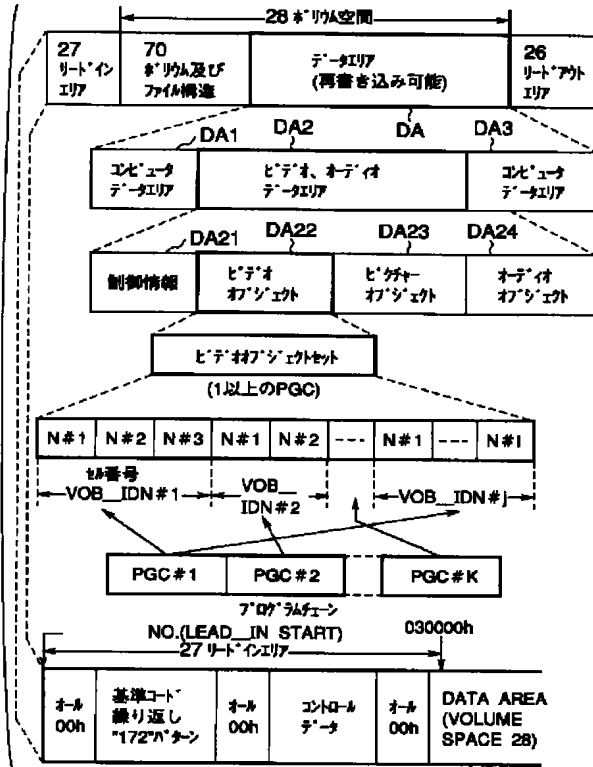 28 ボリウム空間
27
リードイン
エリア
70
ボリウム及び
ファイル構造
データエリア
(再書き込み可能)
26
リードアウト
エリア
DA1
DA2
DA
DA3
コンピュータ
データエリア
ビデオ、オーディオ
データエリア
コンピュータ
データエリア
DA21
DA22
DA23
DA24
制御情報
ビデオ
オブジェクト
ピクチャー
オブジェクト
オーディオ
オブジェクト
ビデオオブジェクトセット
(1以上のPGC)
N#1 N#2 N#3 N#1 N#2 --- N#1 --- N#I
セル番号
VOB__IDN#1
VOB__
IDN#2
VOB__IDN#j
PGC#1 PGC#2 PGC#K
プログラムチェーン
NO.(LEAD__IN START)
030000h
27 リードインエリア
オール
00h
基準コード
繰り返し
"172"パターン
オール
00h
コントロール
データ
オール
00h
DATA AREA
(VOLUME
SPACE 28)